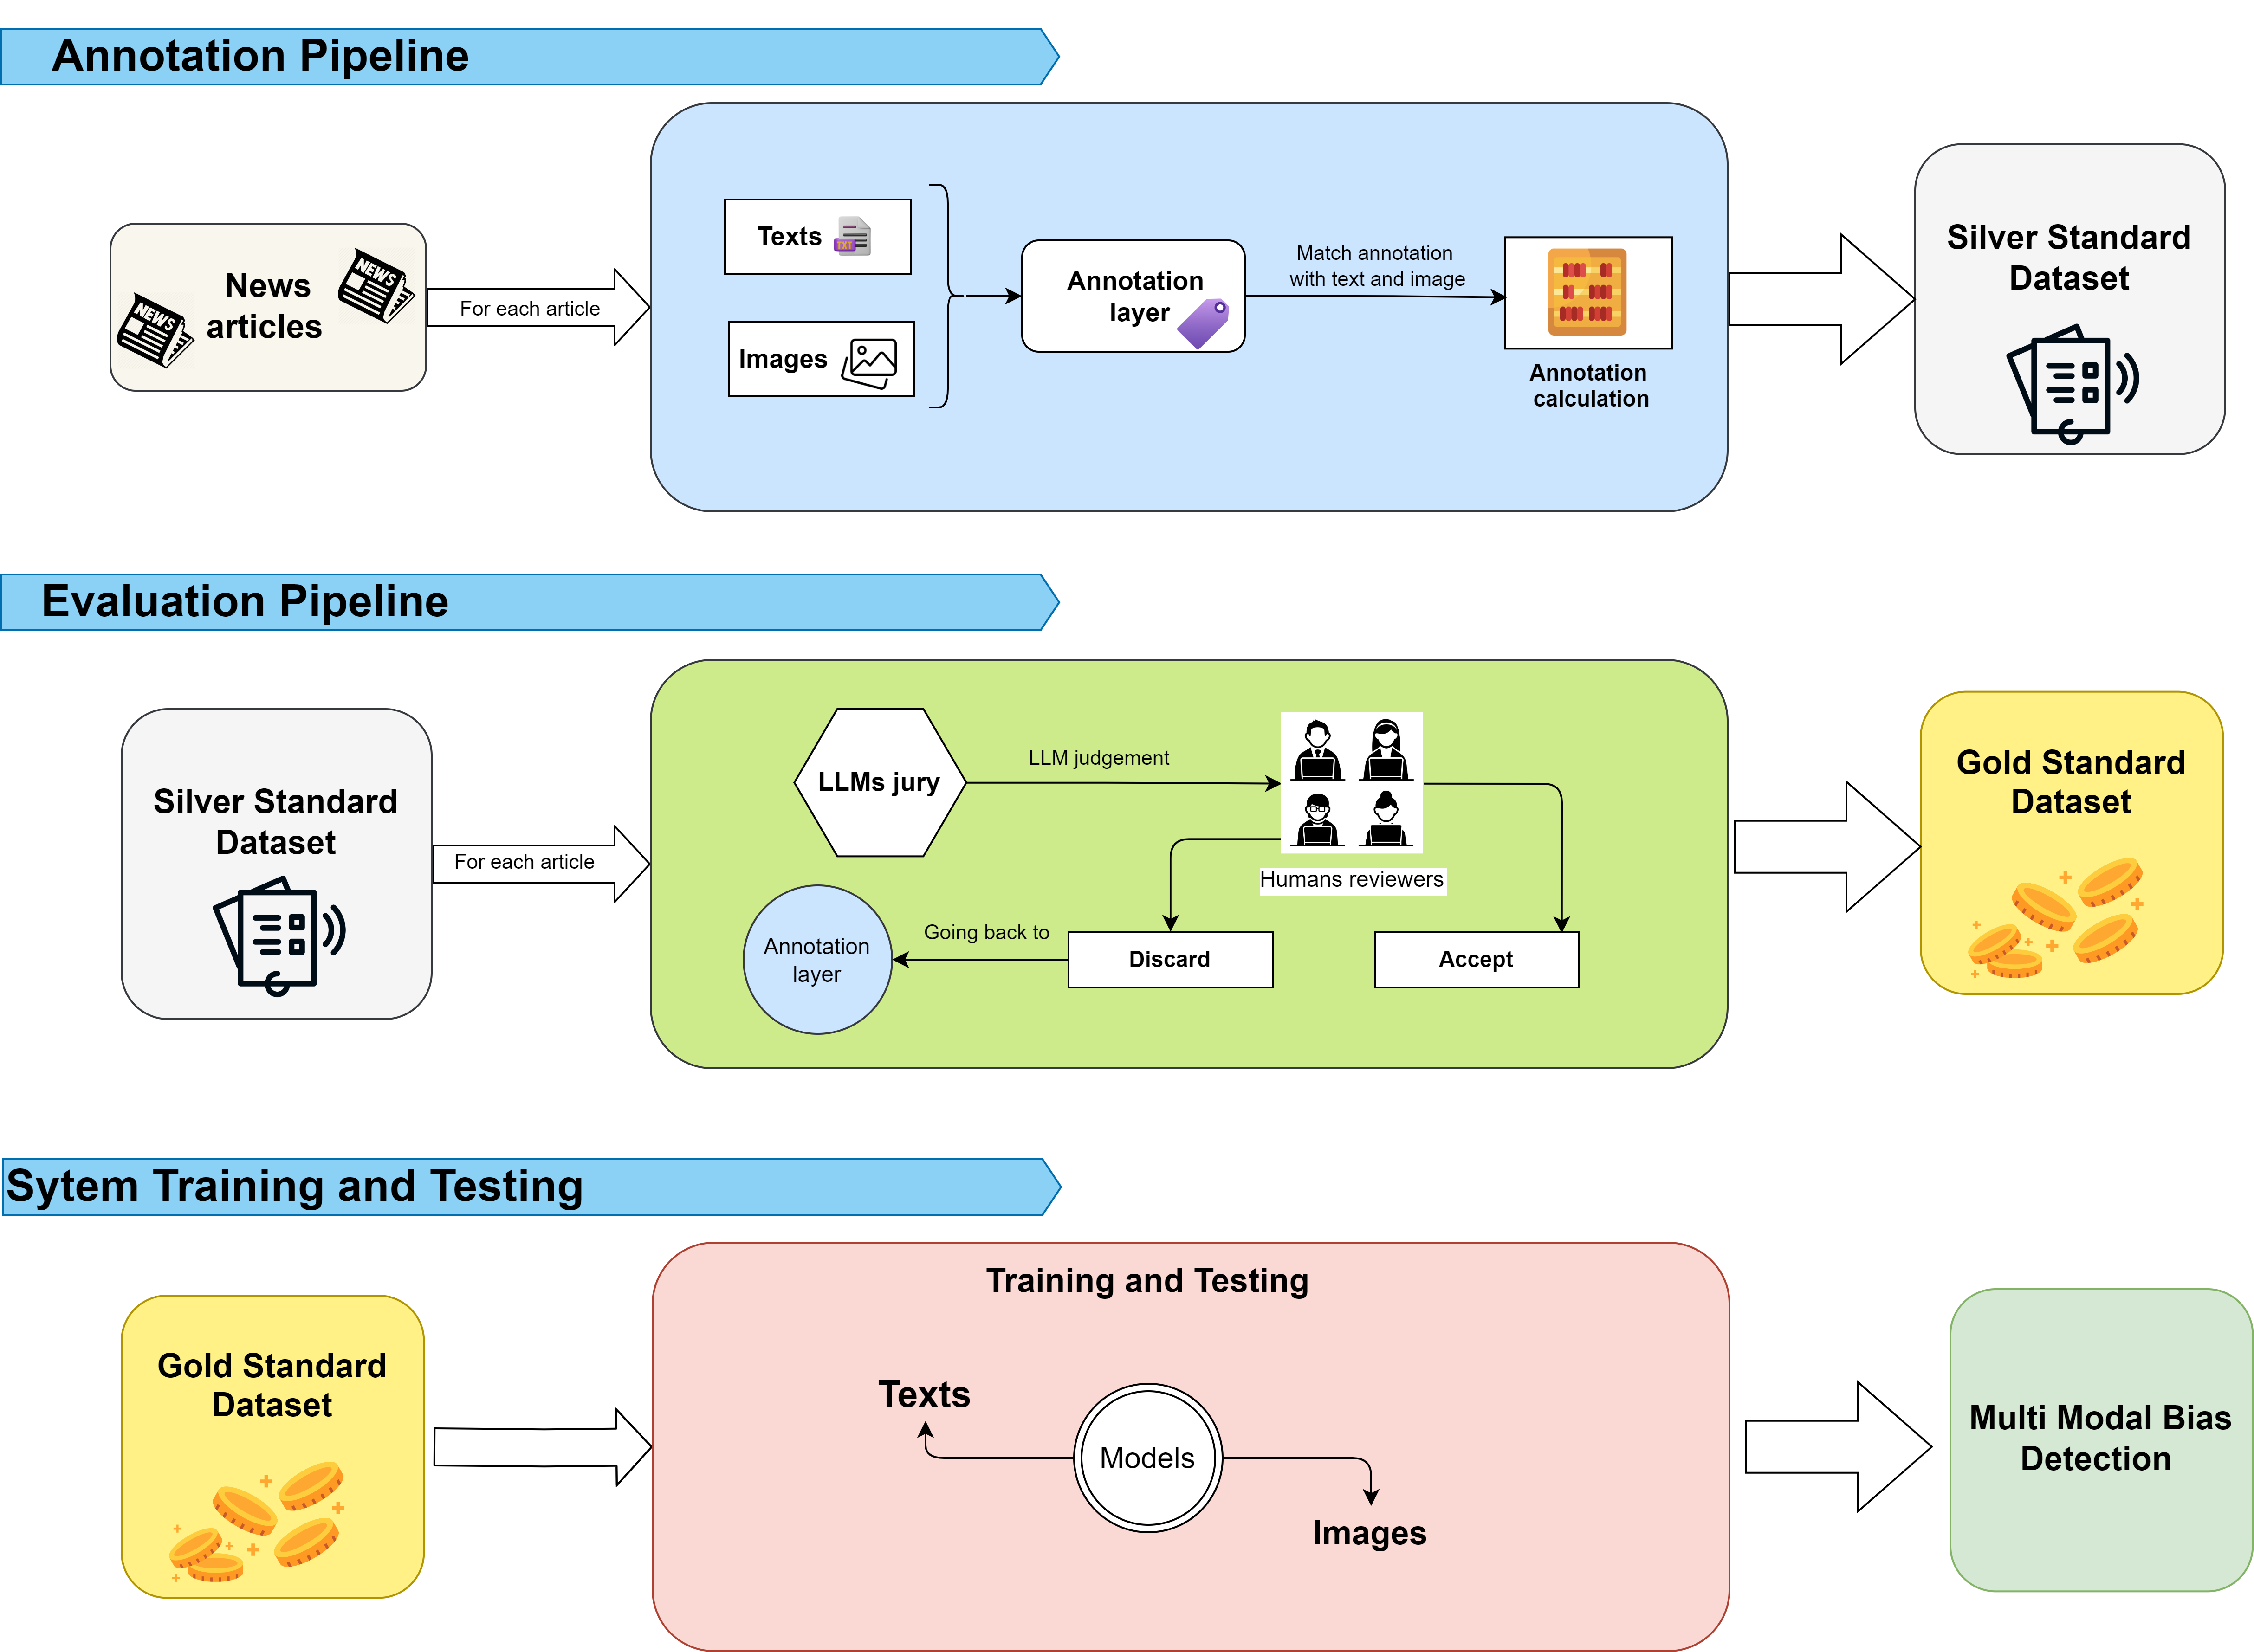 Annotation Pipeline
NEWS
News
articles
NEWS
For each article
Texts
TXT
Images
Annotation
layer
Match annotation
with text and image
Annotation
calculation
Silver Standard
Dataset
Evaluation Pipeline
Silver Standard
Dataset
For each article
LLMs jury
LLM judgement
Humans reviewers
Annotation
layer
Going back to
Discard
Accept
Gold Standard
Dataset
Sytem Training and Testing
Gold Standard
Dataset
Training and Testing
Texts
Models
Images
Multi Modal Bias
Detection